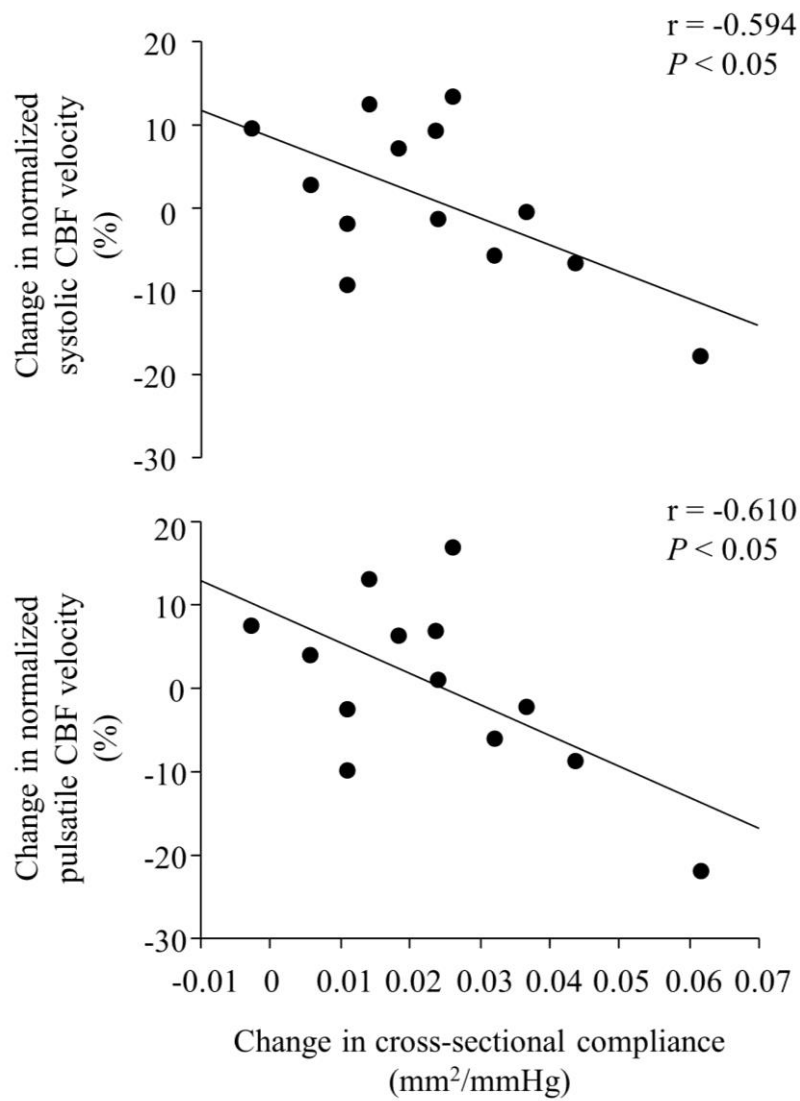 r = -0.594
P < 0.05
20
10
0
-10
-20
-30
Change in normalized
systolic CBF velocity
(%)
r = -0.610
P < 0.05
20
10
0
-10
-20
-30
Change in normalized
pulsatile CBF velocity
(%)
-0.01 0 0.01 0.02 0.03 0.04 0.05 0.06 0.07
Change in cross-sectional compliance
(mm²/mmHg)